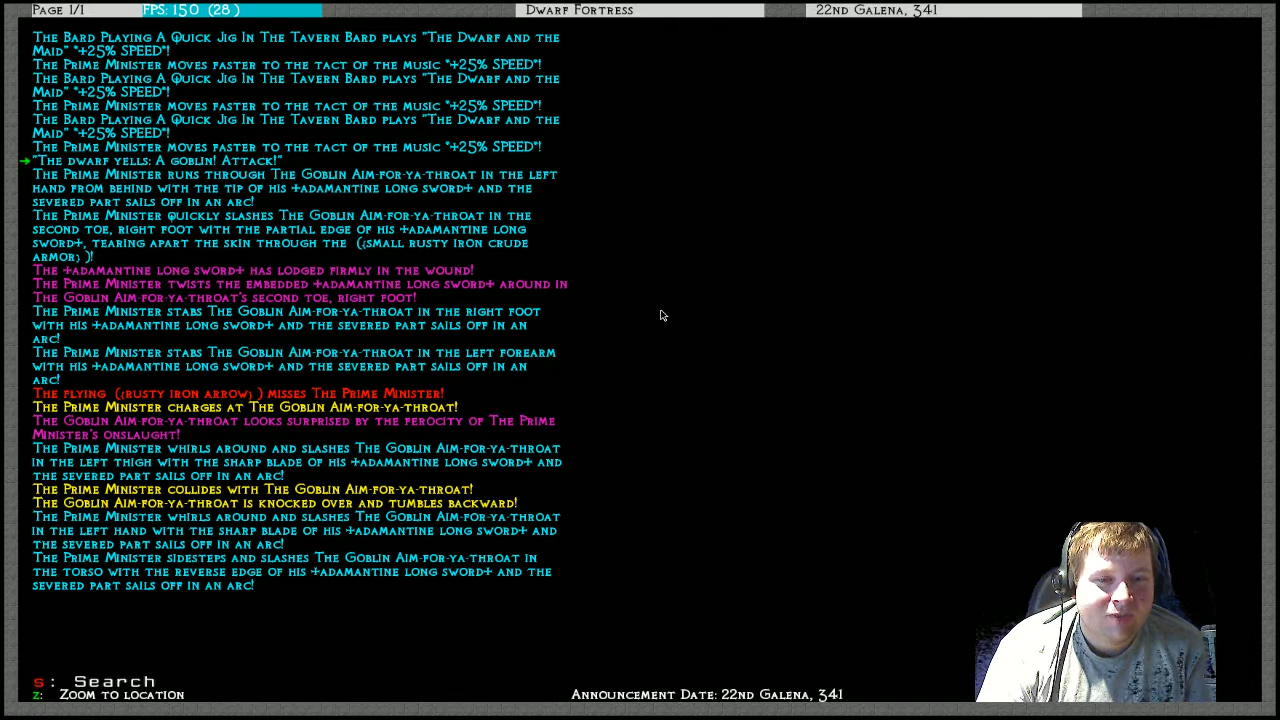 Page 1/1
FPS: 150 (28)
Dwarf Fortress
22nd Galena, 341
The Bard Playing A Quick Jig In The Tavern Bard plays "The Dwarf and the
Maid" *+25% SPEED*!
The Prime Minister moves faster to the tact of the music *+25% SPEED*!
The Bard Playing A Quick Jig In The Tavern Bard plays "The Dwarf and the
Maid" *+25% SPEED*!
The Prime Minister moves faster to the tact of the music *+25% SPEED*!
The Bard Playing A Quick Jig In The Tavern Bard plays "The Dwarf and the
Maid" *+25% SPEED*!
The Prime Minister moves faster to the tact of the music *+25% SPEED*!
"The dwarf yells: A goblin! Attack!"
The Prime Minister runs through The Goblin Aim-for-ya-throat in the left
hand from behind with the tip of his +adamantine long sword+ and the
severed part sails off in an arc!
The Prime Minister quickly slashes The Goblin Aim-for-ya-throat in the
second toe, right foot with the partial edge of his +adamantine long
sword+, tearing apart the skin through the ({small rusty iron crude
armor} )!
The +adamantine long sword+ has lodged firmly in the wound!
The Prime Minister twists the embedded +adamantine long sword+ around in
The Goblin Aim-for-ya-throat's second toe, right foot!
The Prime Minister stabs The Goblin Aim-for-ya-throat in the right foot
with his +adamantine long sword+ and the severed part sails off in an
arc!
The Prime Minister stabs The Goblin Aim-for-ya-throat in the left forearm
with his +adamantine long sword+ and the severed part sails off in an
arc!
The flying ({rusty iron arrow} ) misses The Prime Minister!
The Prime Minister charges at The Goblin Aim-for-ya-throat!
The Goblin Aim-for-ya-throat looks surprised by the ferocity of The Prime
Minister's onslaught!
The Prime Minister whirls around and slashes The Goblin Aim-for-ya-throat
in the left thigh with the sharp blade of his +adamantine long sword+ and
the severed part sails off in an arc!
The Prime Minister collides with The Goblin Aim-for-ya-throat!
The Goblin Aim-for-ya-throat is knocked over and tumbles backward!
The Prime Minister whirls around and slashes The Goblin Aim-for-ya-throat
in the left hand with the sharp blade of his +adamantine long sword+ and
the severed part sails off in an arc!
The Prime Minister sidesteps and slashes The Goblin Aim-for-ya-throat in
the torso with the reverse edge of his +adamantine long sword+ and the
severed part sails off in an arc!
s: Search
z: Zoom to location
Announcement Date: 22nd Galena, 341